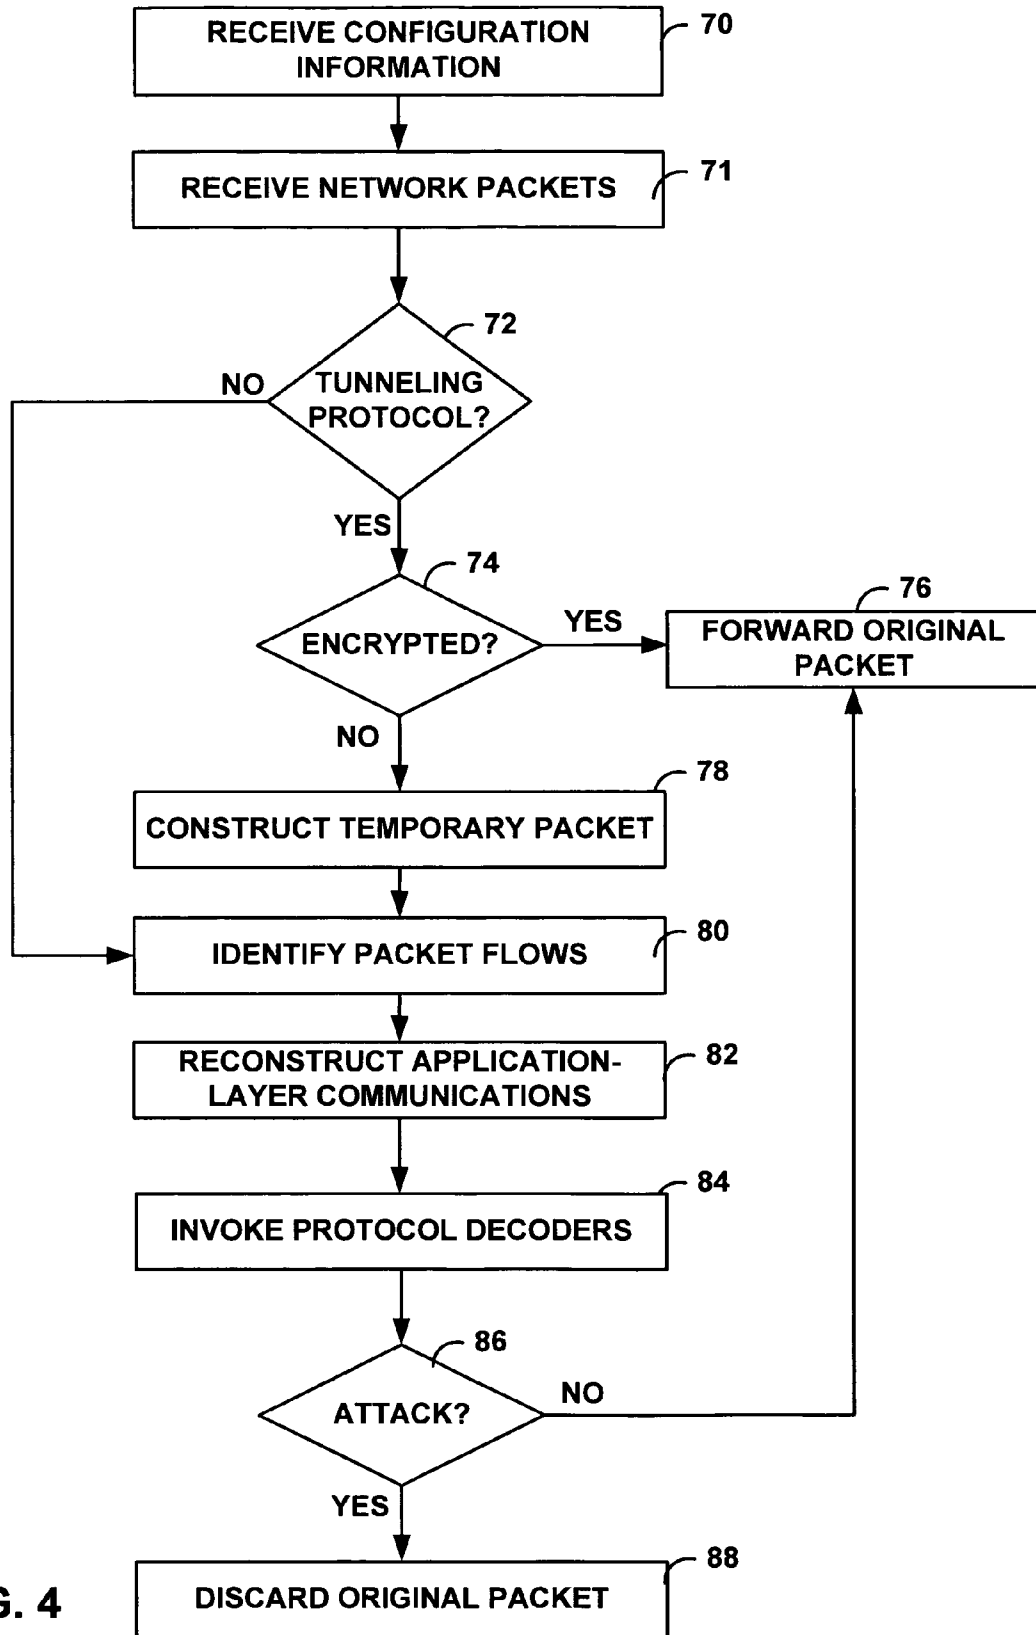 RECEIVE CONFIGURATION
INFORMATION
70
RECEIVE NETWORK PACKETS
71
72
NO
TUNNELING
PROTOCOL?
YES
74
ENCRYPTED?
YES
76
FORWARD ORIGINAL
PACKET
NO
78
CONSTRUCT TEMPORARY PACKET
80
IDENTIFY PACKET FLOWS
82
RECONSTRUCT APPLICATION-
LAYER COMMUNICATIONS
84
INVOKE PROTOCOL DECODERS
86
ATTACK?
NO
YES
88
DISCARD ORIGINAL PACKET
G. 4